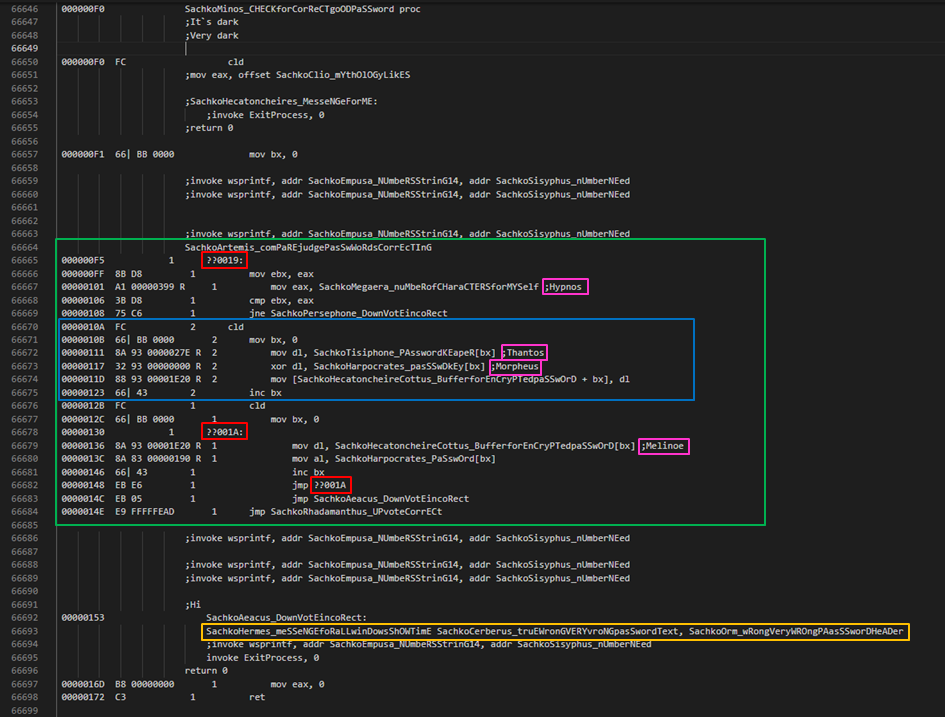 66646 000000F0 SachkoMinos_CHECKforCorReCTgoODPaSSword proc
66647 ;It`s dark
66648 ;Very dark
66649
66650 000000F0 FC cld
66651 ;mov eax, offset SachkoClio_mYthOlOGyLikES
66652
66653 ;SachkoHecatoncheires_MesseNGeForME:
66654 ;invoke ExitProcess, 0
66655 ;return 0
66656
66657 000000F1 66| BB 0000 mov bx, 0
66658
66659 ;invoke wsprintf, addr SachkoEmpusa_NUmbeRSStrinG14, addr SachkoSisyphus_nUmberNEed
66660 ;invoke wsprintf, addr SachkoEmpusa_NUmbeRSStrinG14, addr SachkoSisyphus_nUmberNEed
66661
66662
66663 ;invoke wsprintf, addr SachkoEmpusa_NUmbeRSStrinG14, addr SachkoSisyphus_nUmberNEed
66664 SachkoArtemis_comPaREjudgePasSwWoRdsCorrEcTInG
66665 000000F5 1 ??0019:
66666 000000FF 8B D8 1 mov ebx, eax
66667 00000101 A1 00000399 R 1 mov eax, SachkoMegaera_nuMbeRofCHaraCTERSforMYSelf ;Hypnos
66668 00000106 3B D8 1 cmp ebx, eax
66669 00000108 75 C6 1 jne SachkoPersephone_DownVotEincoRect
66670 0000010A FC 2 cld
66671 0000010B 66| BB 0000 2 mov bx, 0
66672 00000111 8A 93 0000027E R 2 mov dl, SachkoTisiphone_PAsswordKEapeR[bx] ;Thantos
66673 00000117 32 93 00000000 R 2 xor dl, SachkoHarpocrates_pasSSwDkEy[bx] ;Morpheus
66674 0000011D 88 93 00001E20 R 2 mov [SachkoHecatoncheireCottus_BufferforEnCryPTedpaSSwOrD + bx], dl
66675 00000123 66| 43 2 inc bx
66676 0000012B FC 1 cld
66677 0000012C 66| BB 0000 1 mov bx, 0
66678 00000130 1 ??001A:
66679 00000136 8A 93 00001E20 R 1 mov dl, SachkoHecatoncheireCottus_BufferforEnCryPTedpaSSwOrD[bx] ;Melinoe
66680 0000013C 8A 83 00000190 R 1 mov al, SachkoHarpocrates_PaSswOrd[bx]
66681 00000146 66| 43 1 inc bx
66682 00000148 EB E6 1 jmp ??001A
66683 0000014C EB 05 1 jmp SachkoAeacus_DownVotEincoRect
66684 0000014E E9 FFFFFEAD 1 jmp SachkoRhadamanthus_UPvoteCorrECt
66685
66686 ;invoke wsprintf, addr SachkoEmpusa_NUmbeRSStrinG14, addr SachkoSisyphus_nUmberNEed
66687
66688 ;invoke wsprintf, addr SachkoEmpusa_NUmbeRSStrinG14, addr SachkoSisyphus_nUmberNEed
66689 ;invoke wsprintf, addr SachkoEmpusa_NUmbeRSStrinG14, addr SachkoSisyphus_nUmberNEed
66690
66691 ;Hi
66692 00000153 SachkoAeacus_DownVotEincoRect:
66693 SachkoHermes_meSSeNGEfoRaLLwinDowsShOWTimE SachkoCerberus_truEWronGVERYvroNGpasSwordText, SachkoOrm_wRongVeryWROngPAasSSworDHeADer
66694 ;invoke wsprintf, addr SachkoEmpusa_NUmbeRSStrinG14, addr SachkoSisyphus_nUmberNEed
66695 invoke ExitProcess, 0
66696 return 0
66697 0000016D B8 00000000 1 mov eax, 0
66698 00000172 C3 1 ret
66699